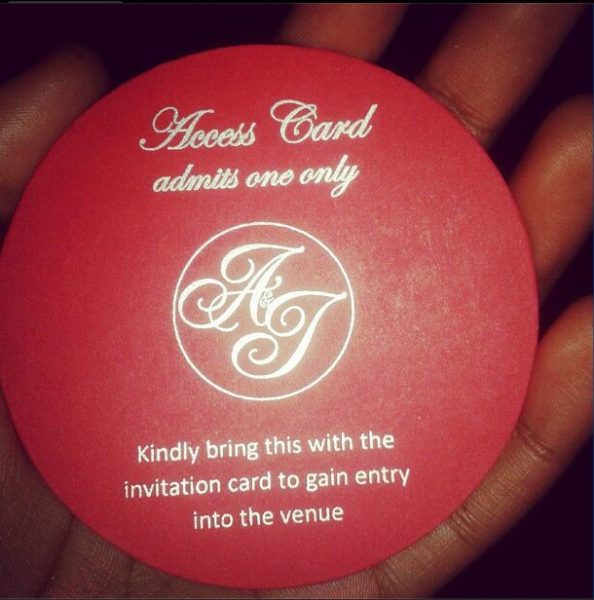 Access Card
admits one only
A&J
Kindly bring this with the
invitation card to gain entry
into the venue